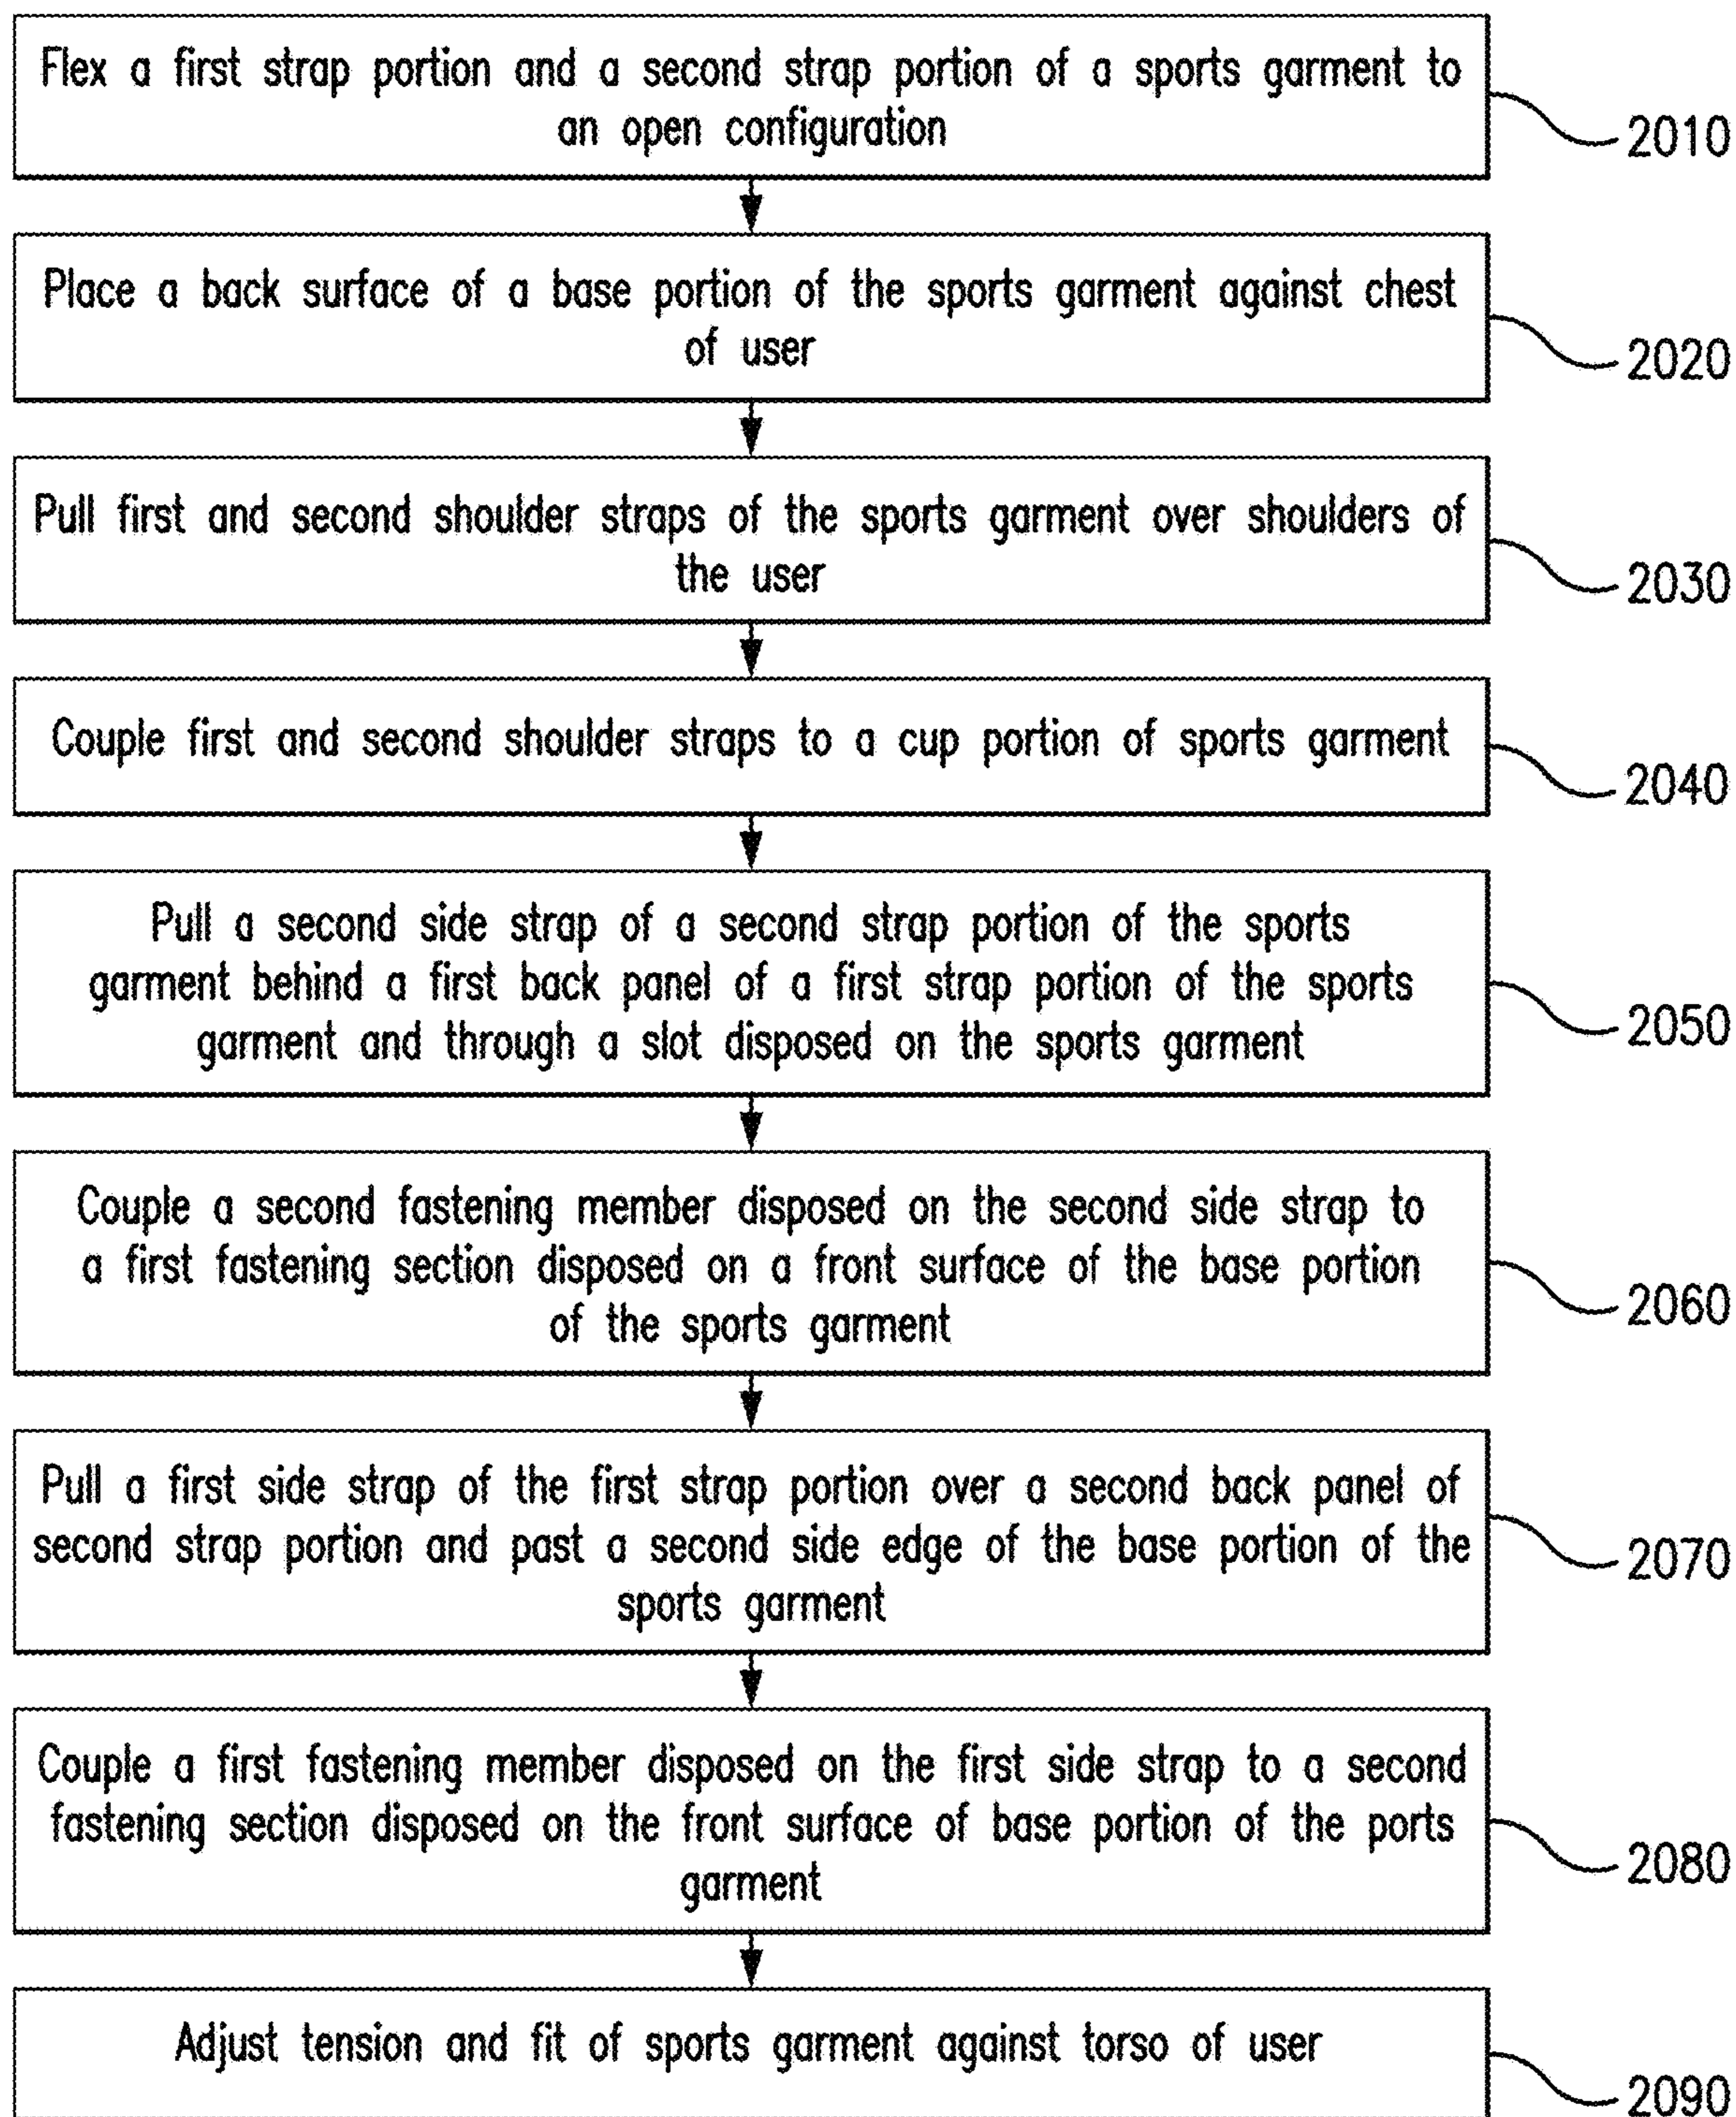 Flex a first strap portion and a second strap portion of a sports garment to
an open configuration
2010
Place a back surface of a base portion of the sports garment against chest
of user
2020
Pull first and second shoulder straps of the sports garment over shoulders of
the user
2030
Couple first and second shoulder straps to a cup portion of sports garment
2040
Pull a second side strap of a second strap portion of the sports
garment behind a first back panel of a first strap portion of the sports
garment and through a slot disposed on the sports garment
2050
Couple a second fastening member disposed on the second side strap to
a first fastening section disposed on a front surface of the base portion
of the sports garment
2060
Pull a first side strap of the first strap portion over a second back panel of
second strap portion and past a second side edge of the base portion of the
sports garment
2070
Couple a first fastening member disposed on the first side strap to a second
fastening section disposed on the front surface of base portion of the ports
garment
2080
Adjust tension and fit of sports garment against torso of user
2090